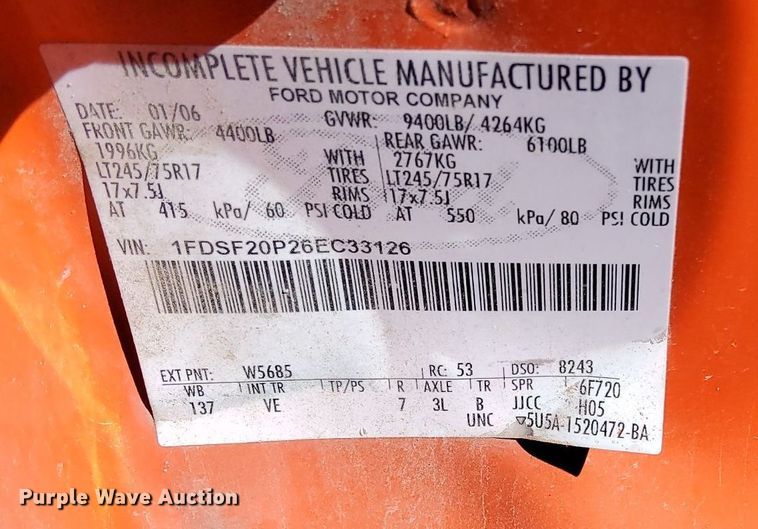 INCOMPLETE VEHICLE MANUFACTURED BY
FORD MOTOR COMPANY
DATE: 01/06 GVWR: 9400LB/ 4264KG
FRONT GAWR: 4400LB REAR GAWR: 6100LB
1996KG WITH 2767KG WITH
LT245/75R17 TIRES LT245/75R17 TIRES
17x7.5J RIMS 17x7.5J RIMS
AT 415 kPa/ 60 PSI COLD AT 550 kPa/ 80 PSI COLD
VIN: 1FDSF20P26EC33126
EXT PNT: W5685 RC: 53 DSO: 8243
WB INT TR TP/PS R AXLE TR SPR 6F720
137 VE 7 3L B JJCC H05
UNC 5U5A-1520472-BA
Purple Wave Auction